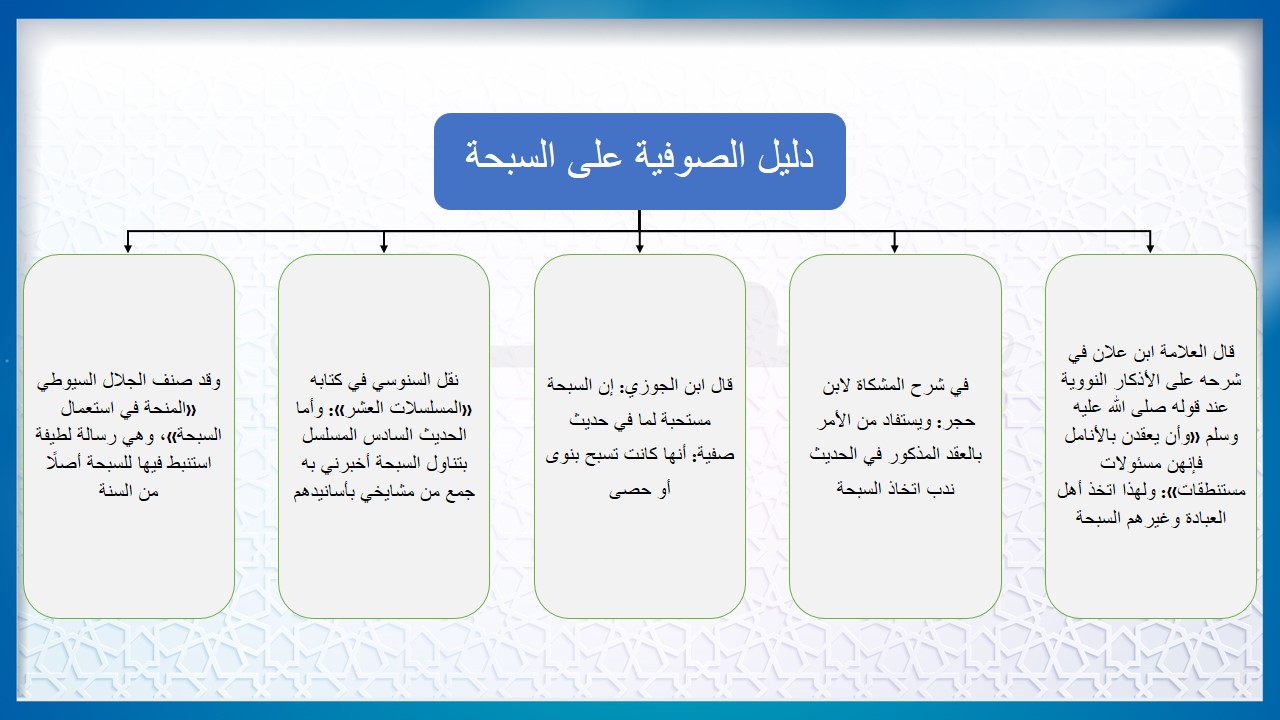 دليل الصوفية على السبحة
قال العلامة ابن علان في
شرحه على الأذكار النووية
عند قوله صلى الله عليه
وسلم «وأن يعقدن بالأنامل
فإنهن مسئولات
مستنطقات»: ولهذا اتخذ أهل
العبادة وغيرهم السبحة
في شرح المشكاة لابن
حجر: ويستفاد من الأمر
بالعقد المذكور في الحديث
ندب اتخاذ السبحة
قال ابن الجوزي: إن السبحة
مستحبة لما في حديث
صفية: أنها كانت تسبح بنوى
أو حصى
نقل السنوسي في كتابه
«المسلسلات العشر»: وأما
الحديث السادس المسلسل
بتناول السبحة أخبرني به
جمع من مشايخي بأسانيدهم
وقد صنف الجلال السيوطي
«المنحة في استعمال
السبحة»، وهي رسالة لطيفة
استنبط فيها للسبحة أصلًا
من السنة